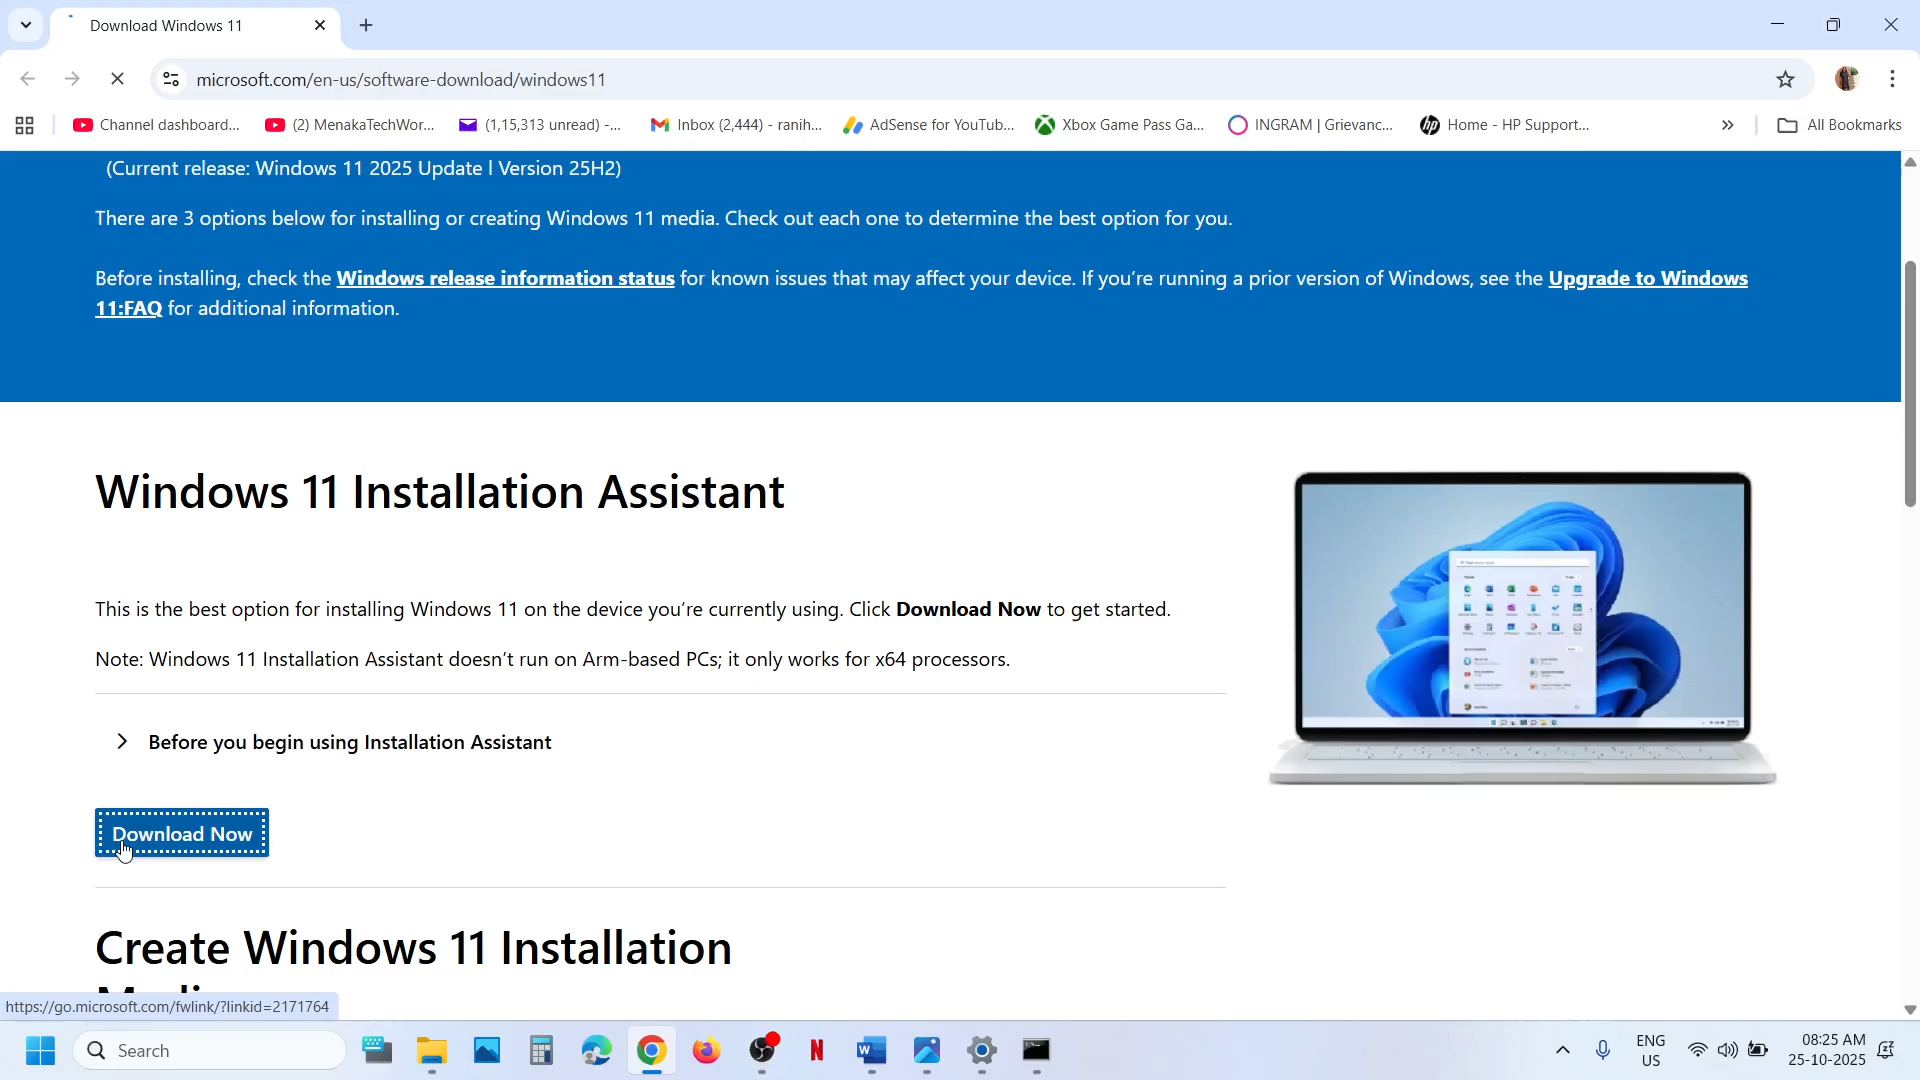 Download Windows 11
microsoft.com/en-us/software-download/windows11
Channel dashboard...
(2) MenakaTechWor...
(1,15,313 unread) -...
Inbox (2,444) - ranih...
AdSense for YouTub...
Xbox Game Pass Ga...
INGRAM | Grievanc...
Home - HP Support...
All Bookmarks
(Current release: Windows 11 2025 Update l Version 25H2)
There are 3 options below for installing or creating Windows 11 media. Check out each one to determine the best option for you.
Before installing, check the Windows release information status for known issues that may affect your device. If you’re running a prior version of Windows, see the Upgrade to Windows
11:FAQ for additional information.
Windows 11 Installation Assistant
This is the best option for installing Windows 11 on the device you’re currently using. Click Download Now to get started.
Note: Windows 11 Installation Assistant doesn’t run on Arm-based PCs; it only works for x64 processors.
Before you begin using Installation Assistant
Download Now
Create Windows 11 Installation
https://go.microsoft.com/fwlink/?linkid=2171764
Search
ENG
US
08:25 AM
25-10-2025